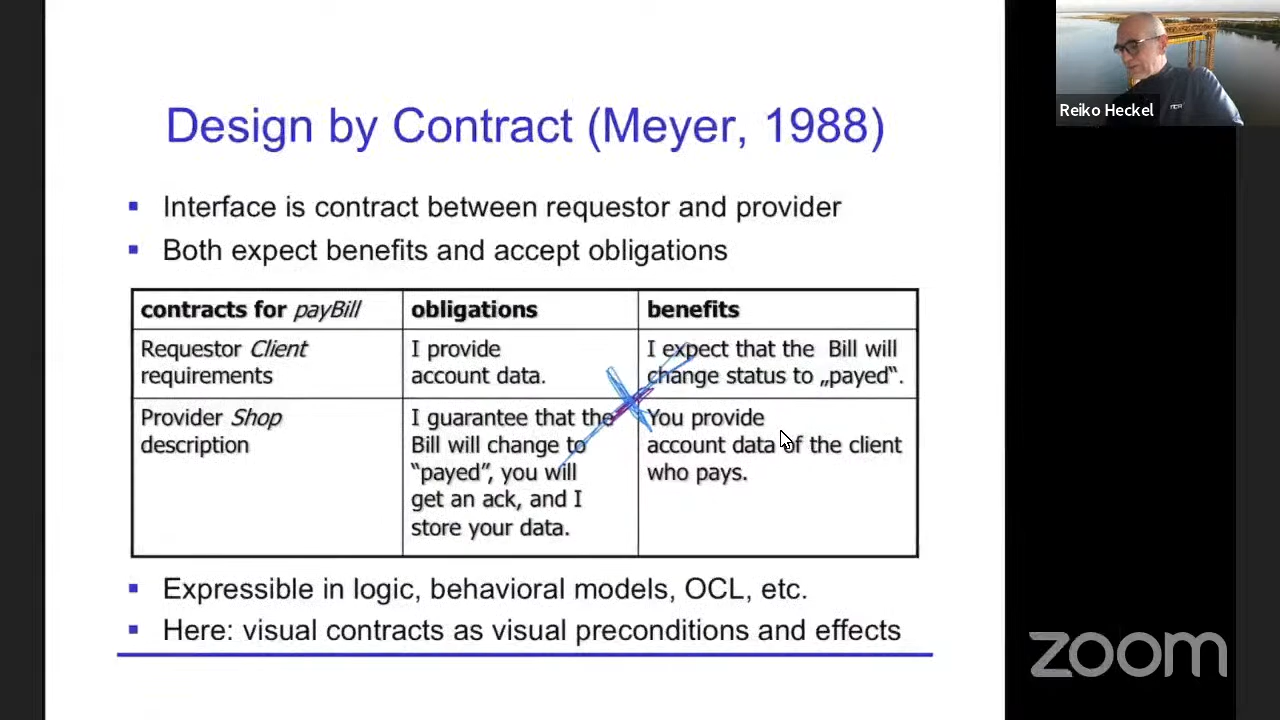 Design by Contract (Meyer, 1988)
Reiko Heckel
Interface is contract between requestor and provider
Both expect benefits and accept obligations
contracts for payBill
obligations
benefits
Requestor Client
requirements
I provide
account data.
I expect that the Bill will
change status to „payed“.
Provider Shop
description
I guarantee that the
Bill will change to
“payed”, you will
get an ack, and I
store your data.
You provide
account data of the client
who pays.
Expressible in logic, behavioral models, OCL, etc.
Here: visual contracts as visual preconditions and effects
zoom